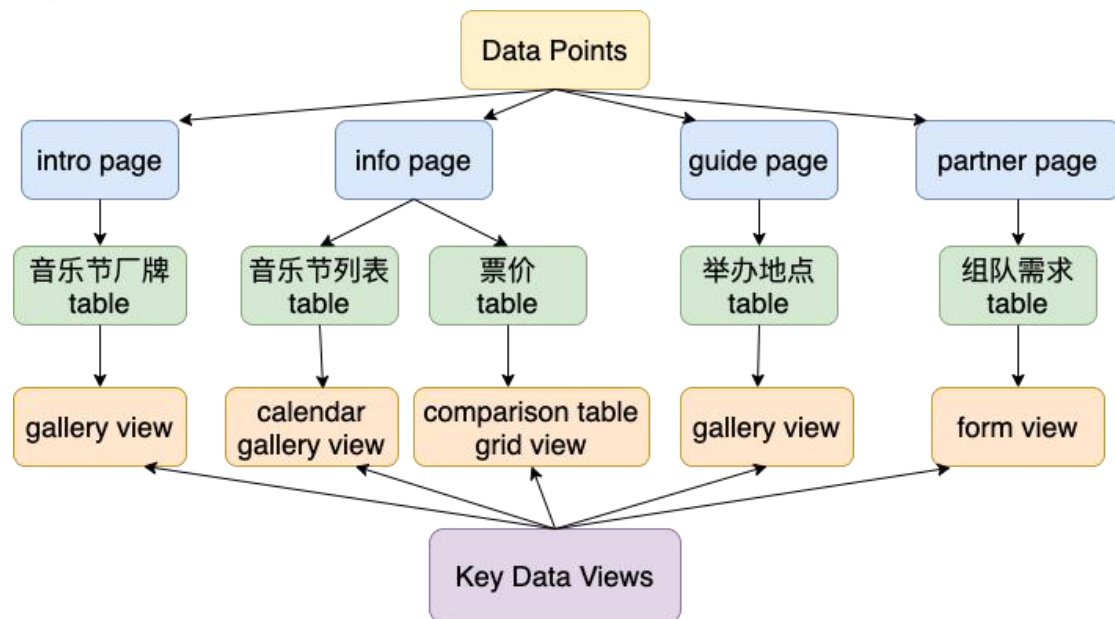 Data Points
intro page
info page
guide page
partner page
音乐节厂牌
table
音乐节列表
table
票价
table
举办地点
table
组队需求
table
gallery view
calendar
gallery view
comparison table
grid view
gallery view
form view
Key Data Views